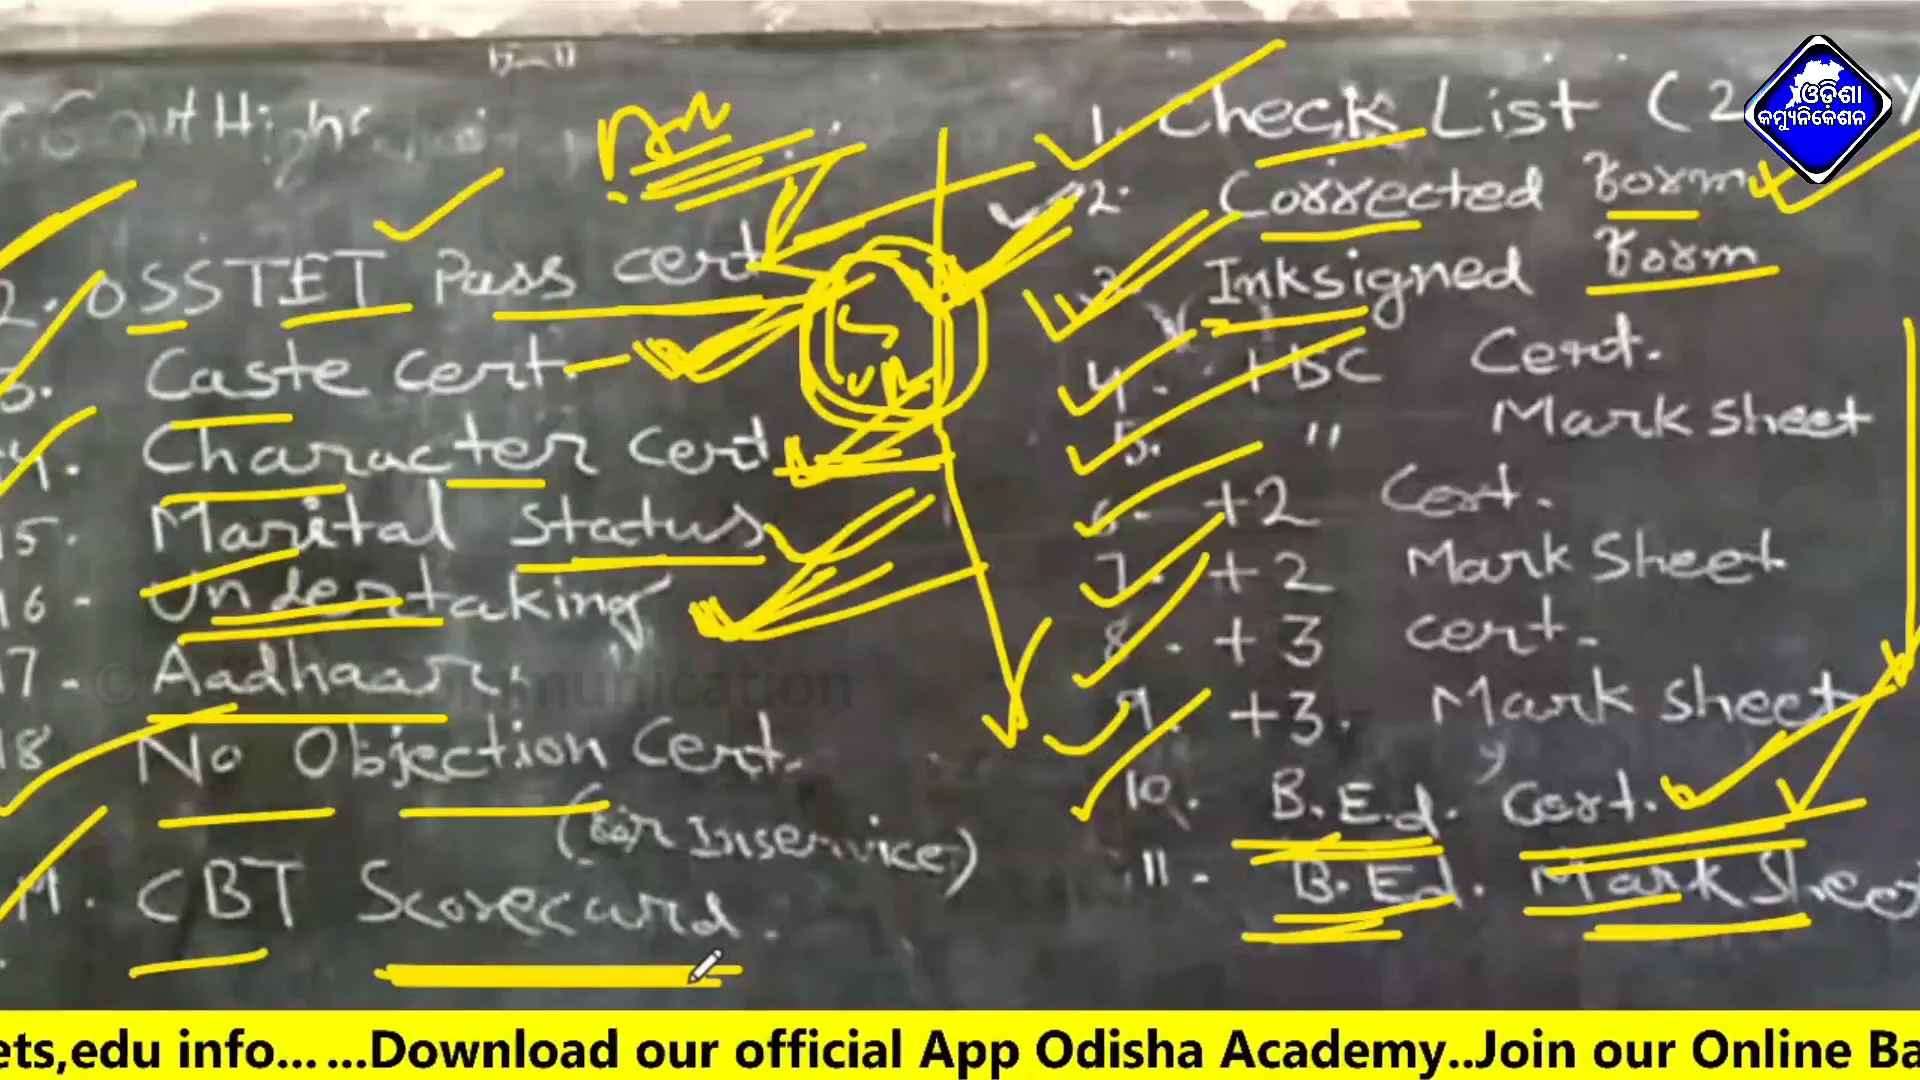 1. Check List (2
2. Corrected Form
3. Inksigned Form
4. HSC Cert.
5. " Mark sheet
6. +2 Cert.
7. +2 Mark Sheet
8. +3 cert.
9. +3. Mark sheet
10. B.Ed. Cert.
11. B.Ed. Mark Sheet
2. OSSTET Pass cert
3. Caste cert.
14. Character cert
15. Marital Status
16 - Undertaking
17 - Aadhaar
18 No Objection Cert.
(for Inservice)
19. CBT Scorecard.
ଓଡ଼ିଶା
କମ୍ୟୁନିକେଶନ
ets,edu info... ...Download our official App Odisha Academy..Join our Online Ba